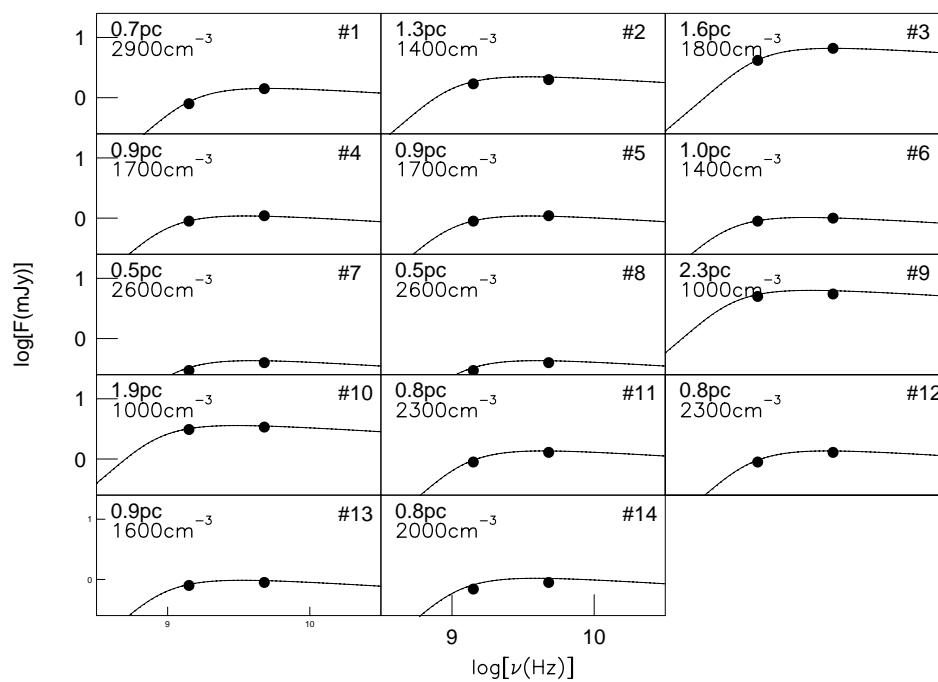 0.7pc #1
2900cm−3
1.3pc #2
1400cm−3
1.6pc #3
1800cm−3
1
0
0.9pc #4
1700cm−3
0.9pc #5
1700cm−3
1.0pc #6
1400cm−3
1
0
0.5pc #7
2600cm−3
0.5pc #8
2600cm−3
2.3pc #9
1000cm−3
1
0
1.9pc #10
1000cm−3
0.8pc #11
2300cm−3
0.8pc #12
2300cm−3
1
0
0.9pc #13
1600cm−3
0.8pc #14
2000cm−3
1
0
9 10
9 10
log[F(mJy)]
log[ν(Hz)]